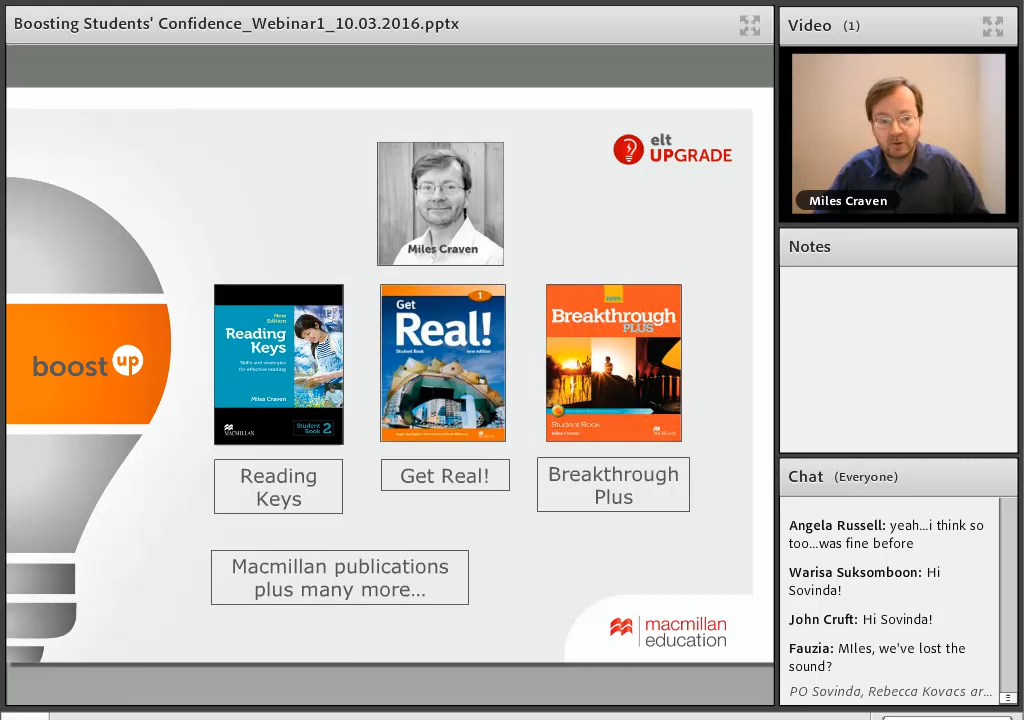 Boosting Students' Confidence_Webinar1_10.03.2016.pptx
elt
UPGRADE
Miles Craven
boost up
New
Edition
Reading
Keys
Skills and strategies
for effective reading
Miles Craven
MACMILLAN
Student
Book 2
Get
1
Real!
Student Book
new edition
Breakthrough
PLUS
Student Book
Miles Craven
MACMILLAN
Reading
Keys
Get Real!
Breakthrough
Plus
Macmillan publications
plus many more...
macmillan
education
Video (1)
Miles Craven
Notes
Chat (Everyone)
Angela Russell: yeah...i think so
too...was fine before
Warisa Suksomboon: Hi
Sovinda!
John Cruft: Hi Sovinda!
Fauzia: MIles, we've lost the
sound?
PO Sovinda, Rebecca Kovacs ar...